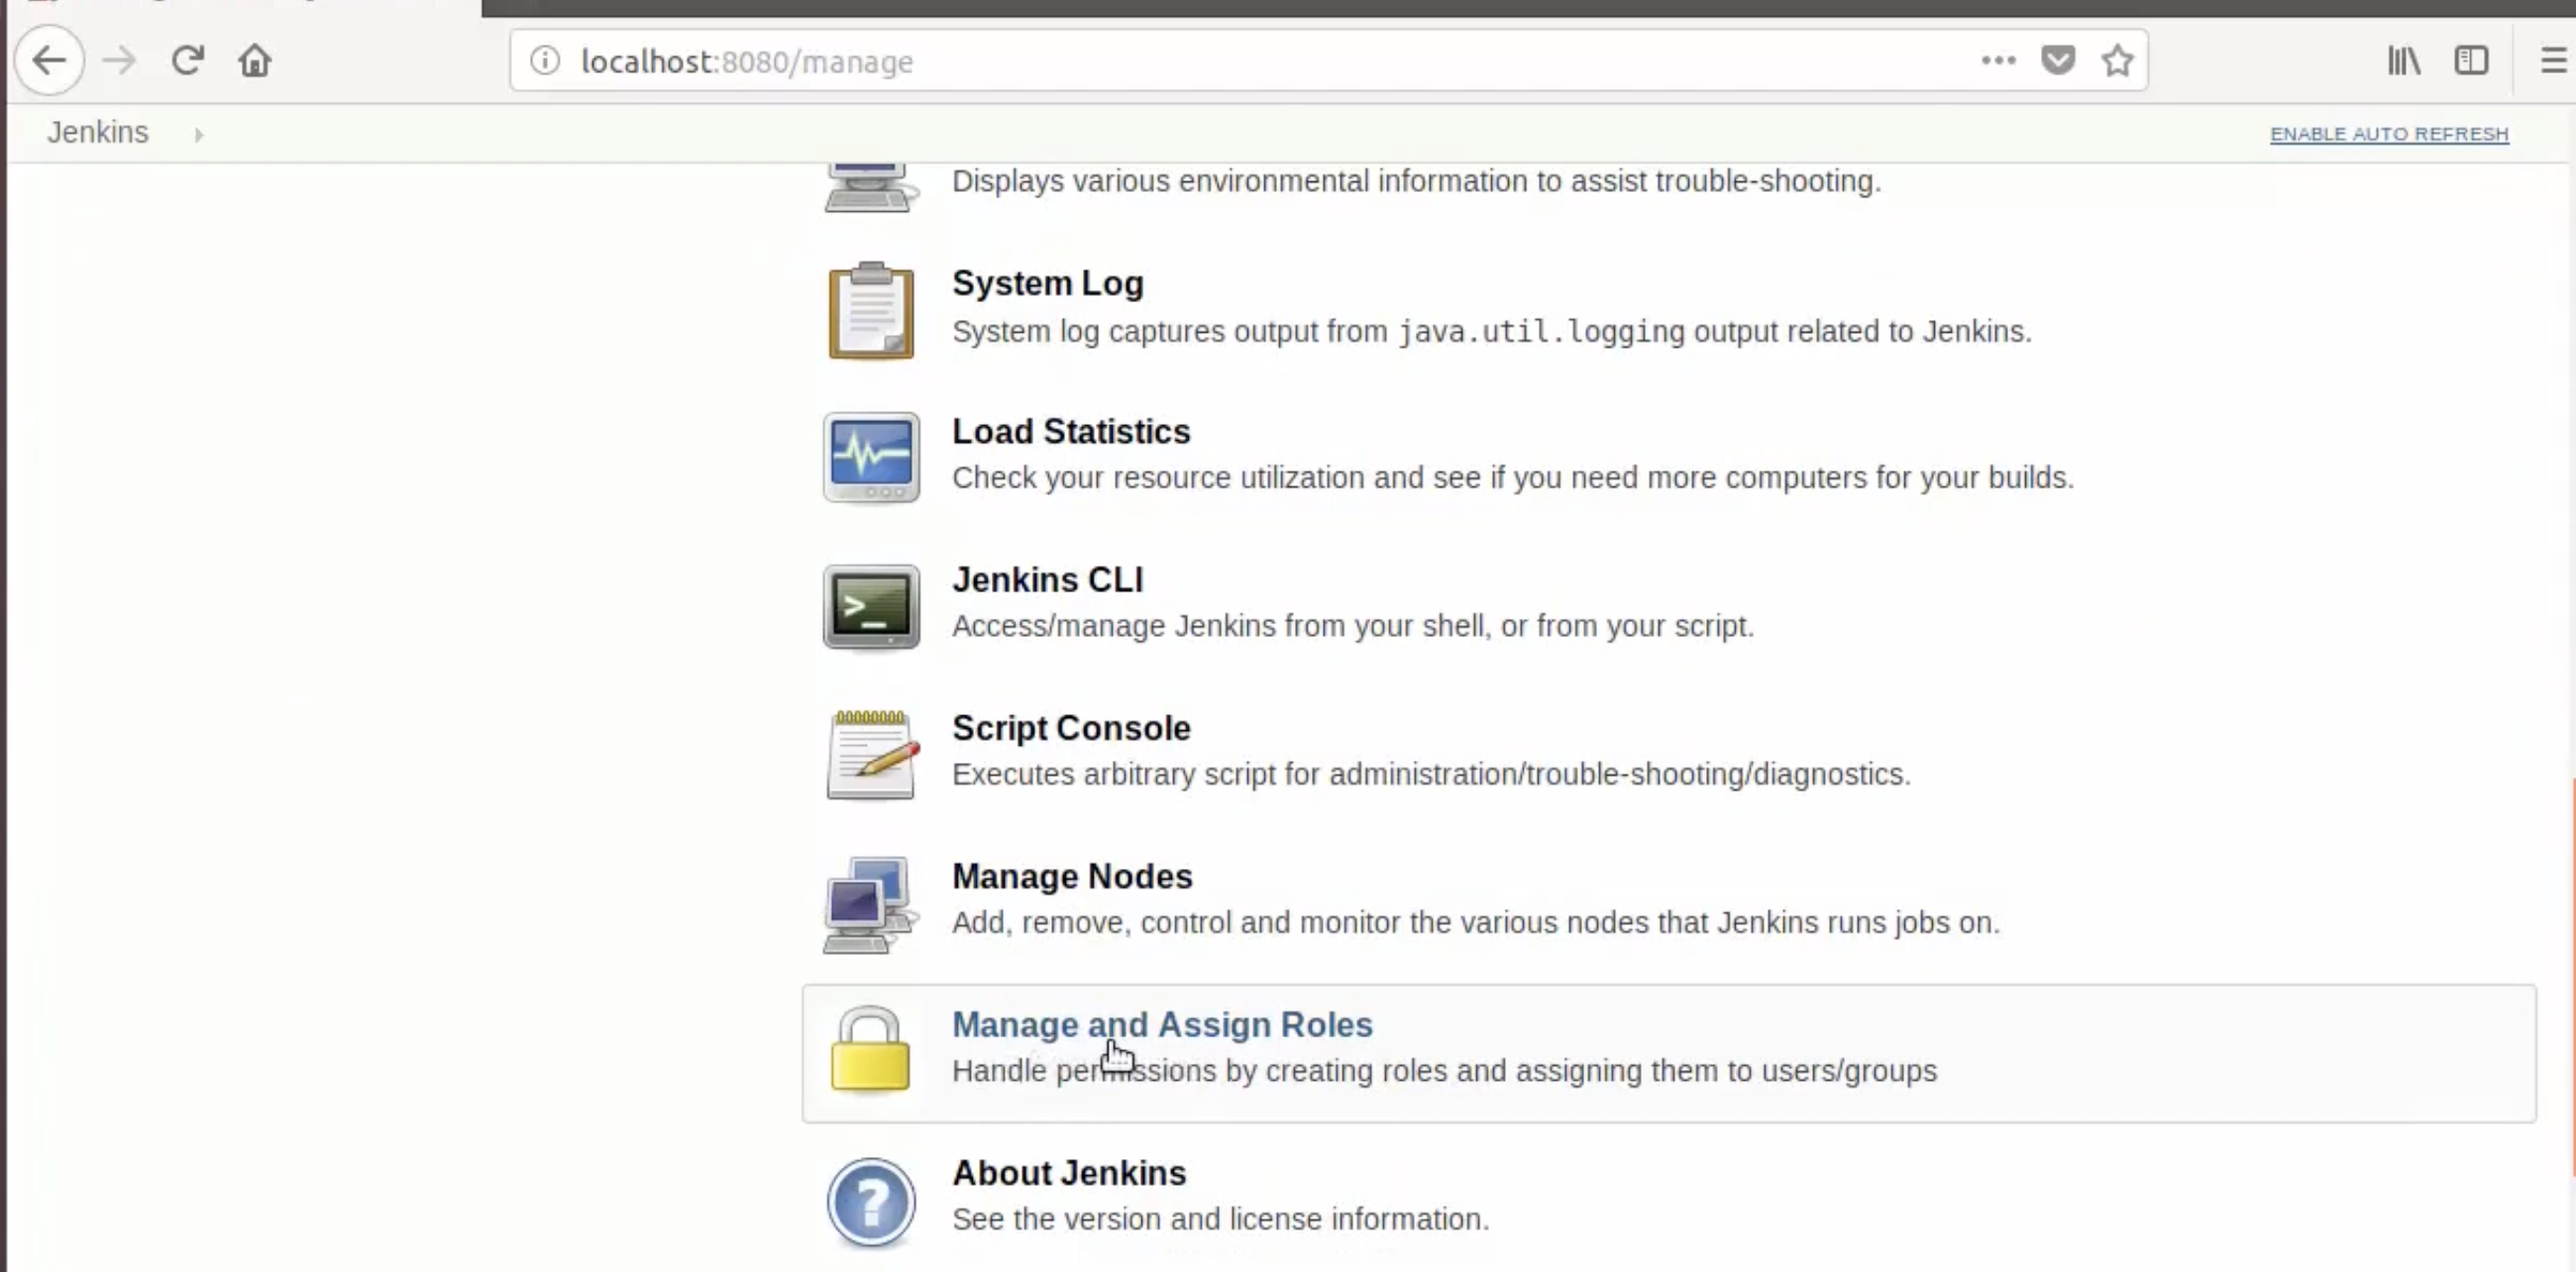 localhost:8080/manage
Jenkins
ENABLE AUTO REFRESH
Displays various environmental information to assist trouble-shooting.
System Log
System log captures output from java.util.logging output related to Jenkins.
Load Statistics
Check your resource utilization and see if you need more computers for your builds.
Jenkins CLI
Access/manage Jenkins from your shell, or from your script.
Script Console
Executes arbitrary script for administration/trouble-shooting/diagnostics.
Manage Nodes
Add, remove, control and monitor the various nodes that Jenkins runs jobs on.
Manage and Assign Roles
Handle permissions by creating roles and assigning them to users/groups
About Jenkins
See the version and license information.